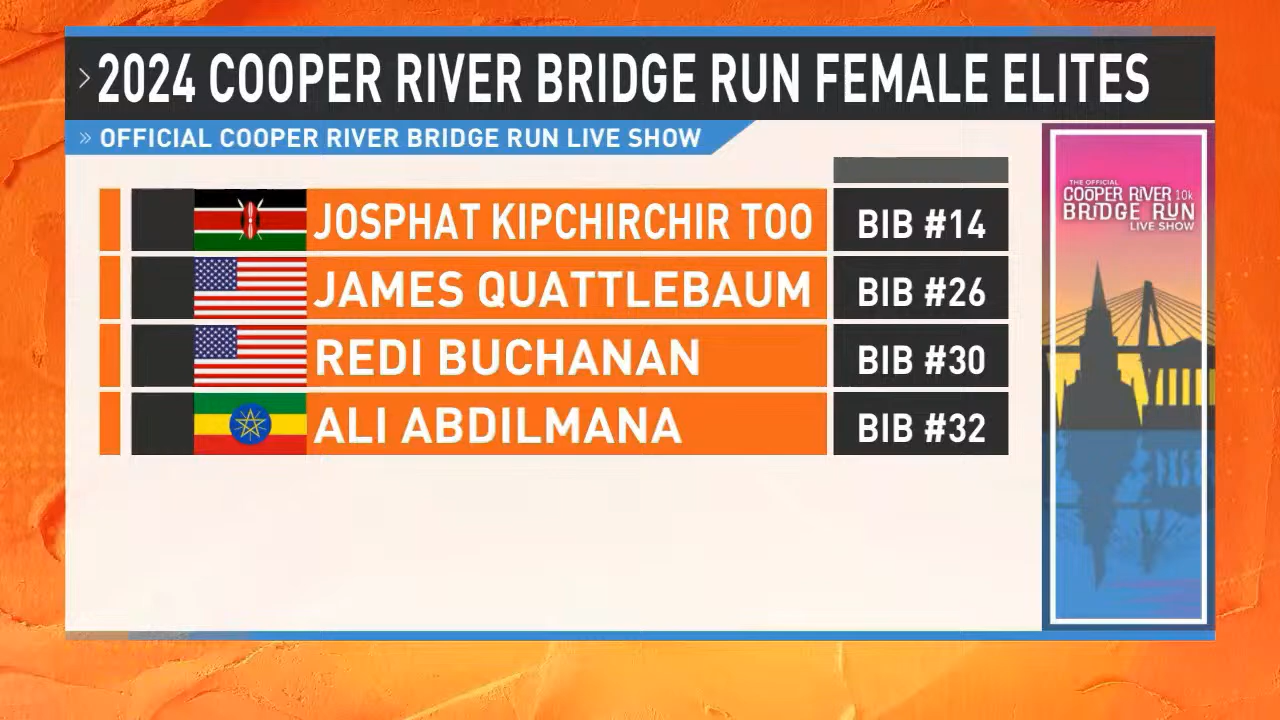 2024 COOPER RIVER BRIDGE RUN FEMALE ELITES
OFFICIAL COOPER RIVER BRIDGE RUN LIVE SHOW
JOSPHAT KIPCHIRCHIR TOO BIB #14
JAMES QUATTLEBAUM BIB #26
REDI BUCHANAN BIB #30
ALI ABDILMANA BIB #32
THE OFFICIAL
COOPER RIVER 10k
BRIDGE RUN
LIVE SHOW